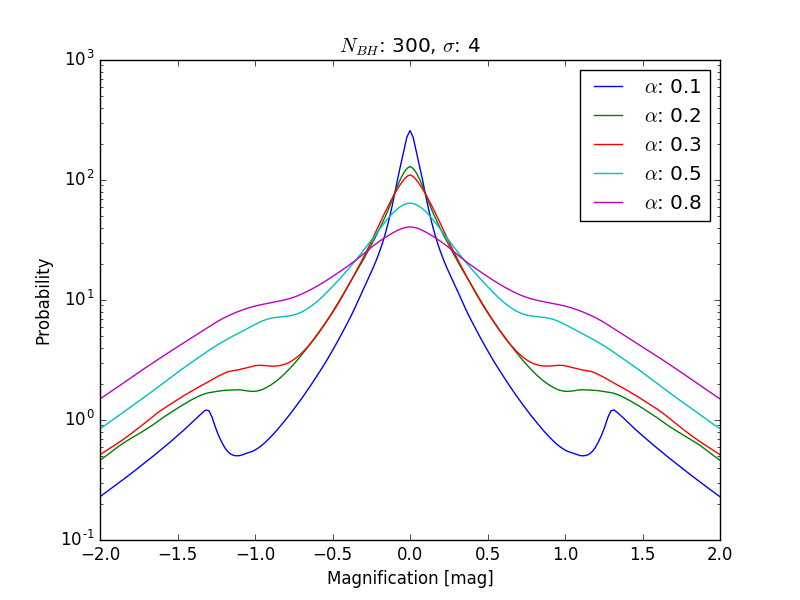 N_BH: 300, σ: 4
10^3
10^2
10^1
10^0
10^-1
Probability
α: 0.1
α: 0.2
α: 0.3
α: 0.5
α: 0.8
−2.0 −1.5 −1.0 −0.5 0.0 0.5 1.0 1.5 2.0
Magnification [mag]